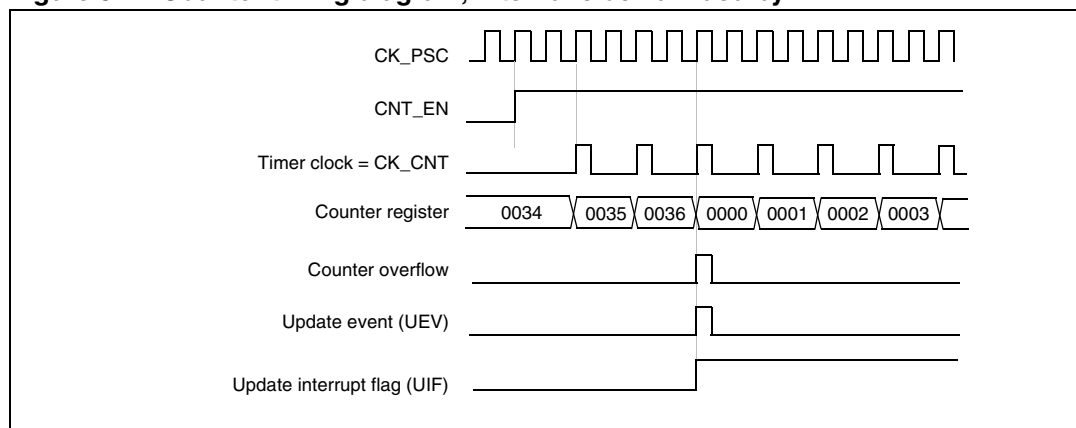 CK_PSC
CNT_EN
Timer clock = CK_CNT
Counter register 0034 0035 0036 0000 0001 0002 0003
Counter overflow
Update event (UEV)
Update interrupt flag (UIF)